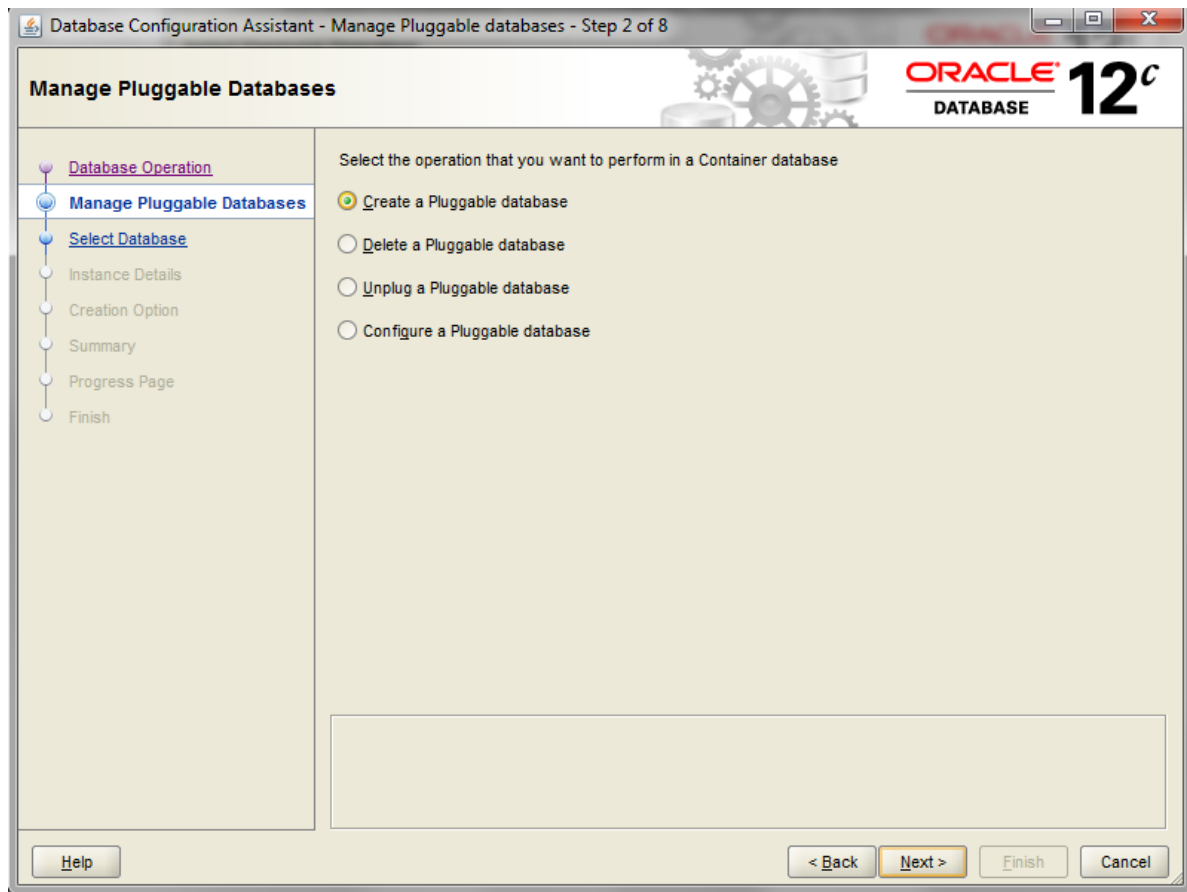 Database Configuration Assistant - Manage Pluggable databases - Step 2 of 8
Manage Pluggable Databases
ORACLE
DATABASE
12c
Database Operation
Manage Pluggable Databases
Select Database
Instance Details
Creation Option
Summary
Progress Page
Finish
Select the operation that you want to perform in a Container database
Create a Pluggable database
Delete a Pluggable database
Unplug a Pluggable database
Configure a Pluggable database
Help
< Back
Next >
Finish
Cancel